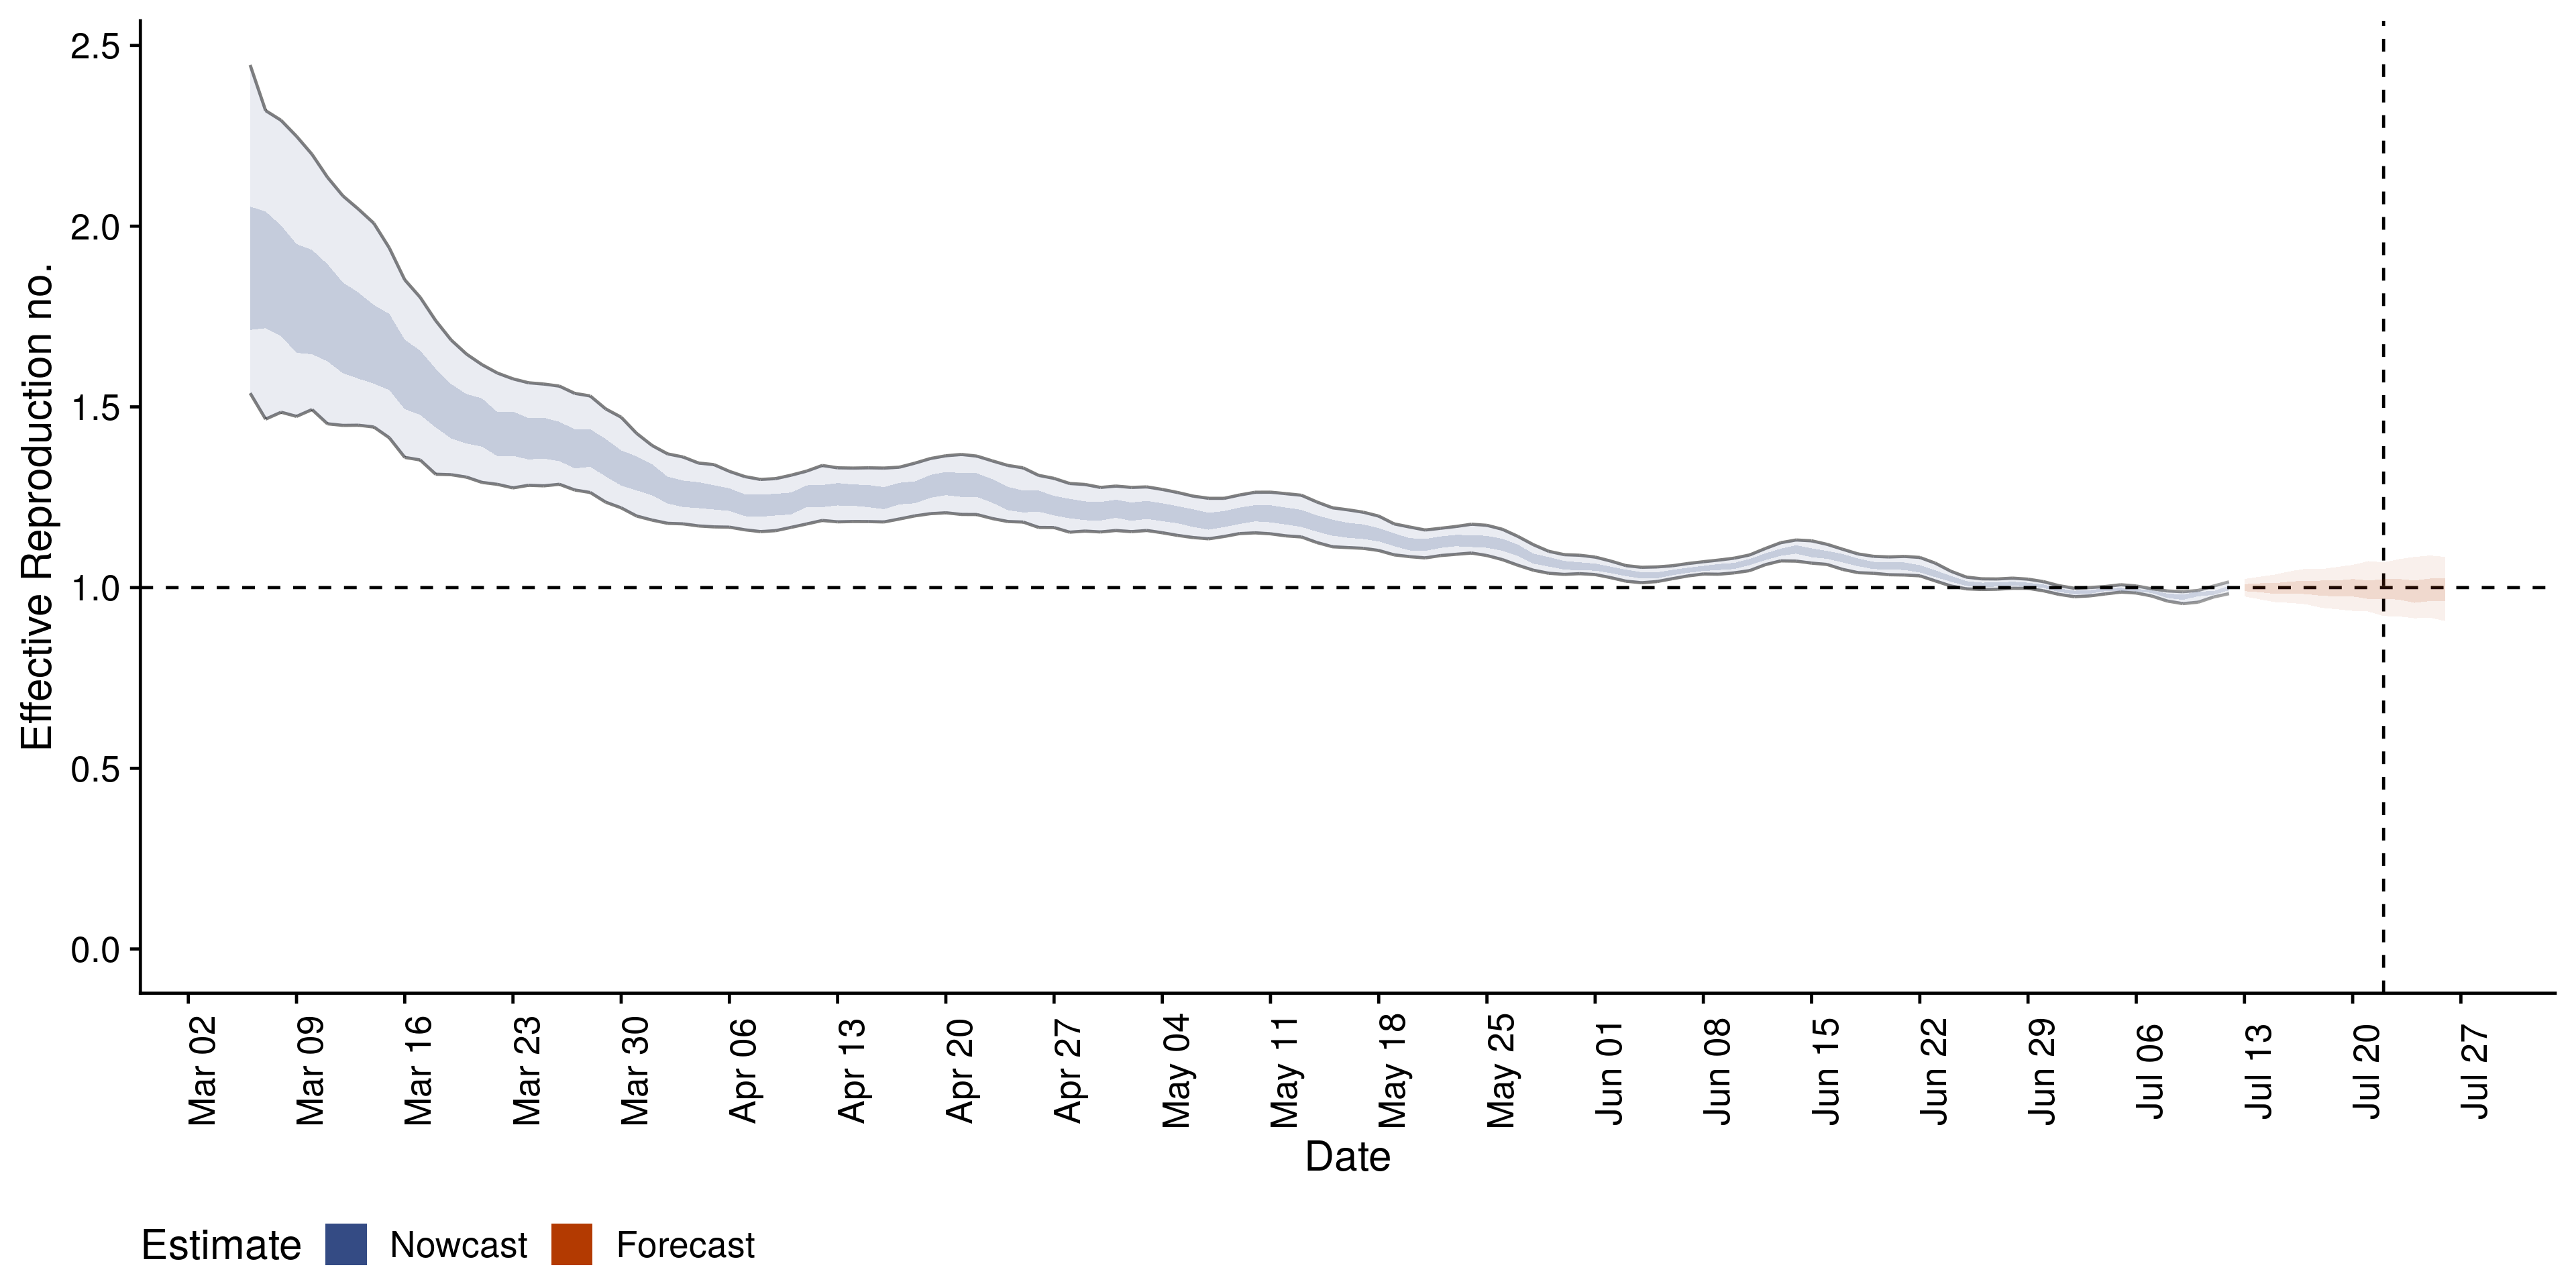 Effective Reproduction no.
2.5
2.0
1.5
1.0
0.5
0.0
Mar 02
Mar 09
Mar 16
Mar 23
Mar 30
Apr 06
Apr 13
Apr 20
Apr 27
May 04
May 11
May 18
May 25
Jun 01
Jun 08
Jun 15
Jun 22
Jun 29
Jul 06
Jul 13
Jul 20
Jul 27
Date
Estimate Nowcast Forecast